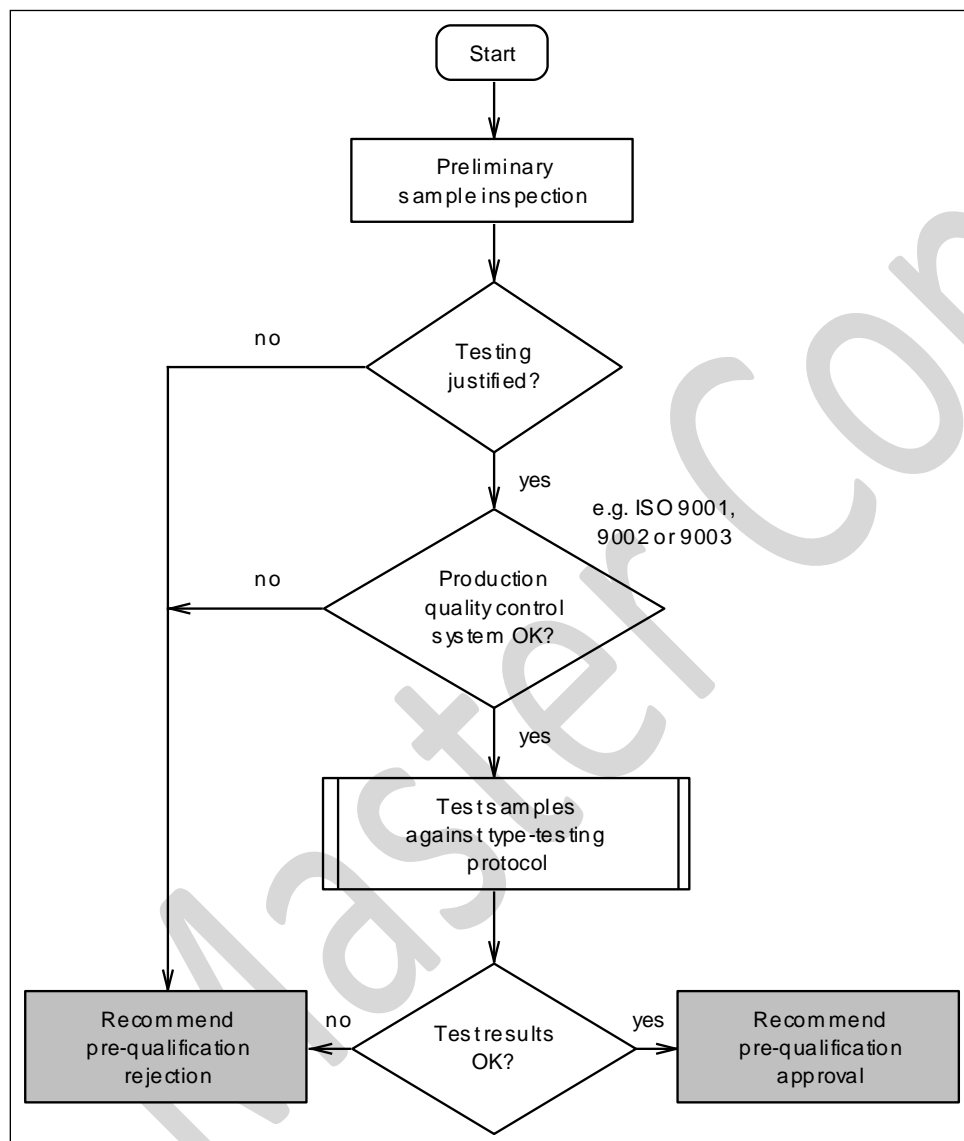 Start
Preliminary
sample inspection
no
Testing
justified?
yes
e.g. ISO 9001,
9002 or 9003
no
Production
quality control
system OK?
yes
Test samples
against type-testing
protocol
Recommend
pre-qualification
rejection
no
Test results
OK?
yes
Recommend
pre-qualification
approval
Master Con